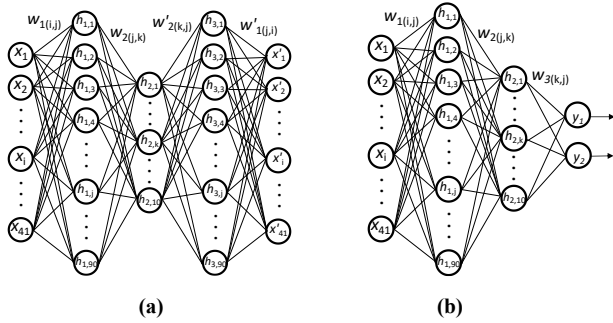 w1(i,j)
w2(j,k)
w'2(k,j)
w'1(j,i)
x1
x2
xi
x41
h1,1
h1,2
h1,3
h1,4
h1,j
h1,90
h2,1
h2,k
h2,10
h3,1
h3,2
h3,3
h3,4
h3,j
h3,90
x'1
x'2
x'i
x'41
(a)
w1(i,j)
w2(j,k)
w3(k,j)
x1
x2
xi
x41
h1,1
h1,2
h1,3
h1,4
h1,j
h1,90
h2,1
h2,k
h2,10
y1
y2
(b)